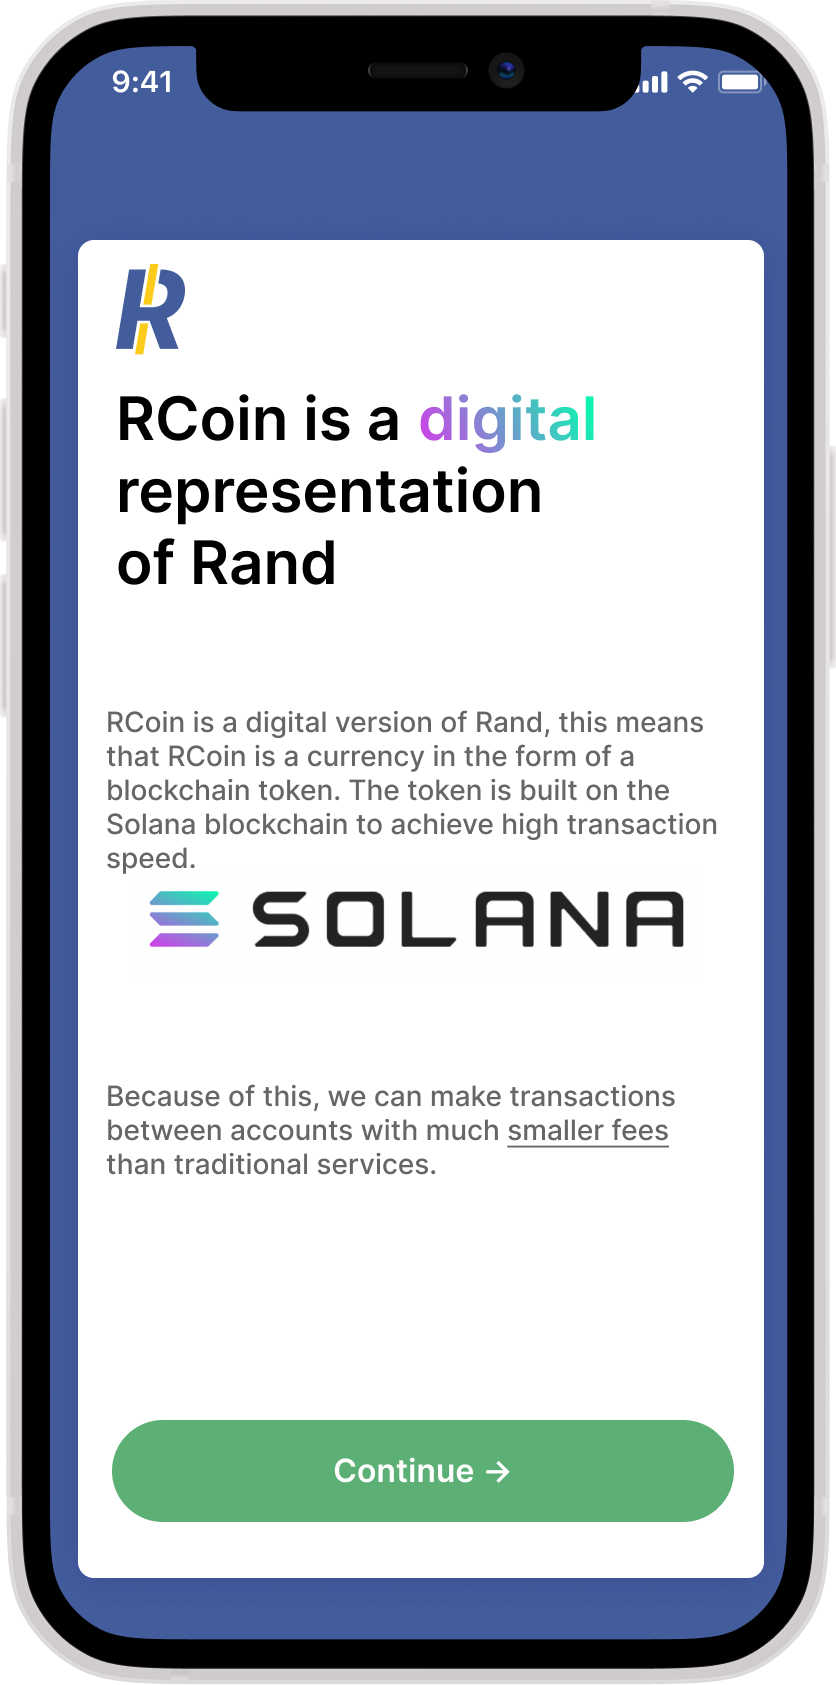 9:41
R
RCoin is a digital
representation
of Rand
RCoin is a digital version of Rand, this means
that RCoin is a currency in the form of a
blockchain token. The token is built on the
Solana blockchain to achieve high transaction
speed.
SOLANA
Because of this, we can make transactions
between accounts with much smaller fees
than traditional services.
Continue →